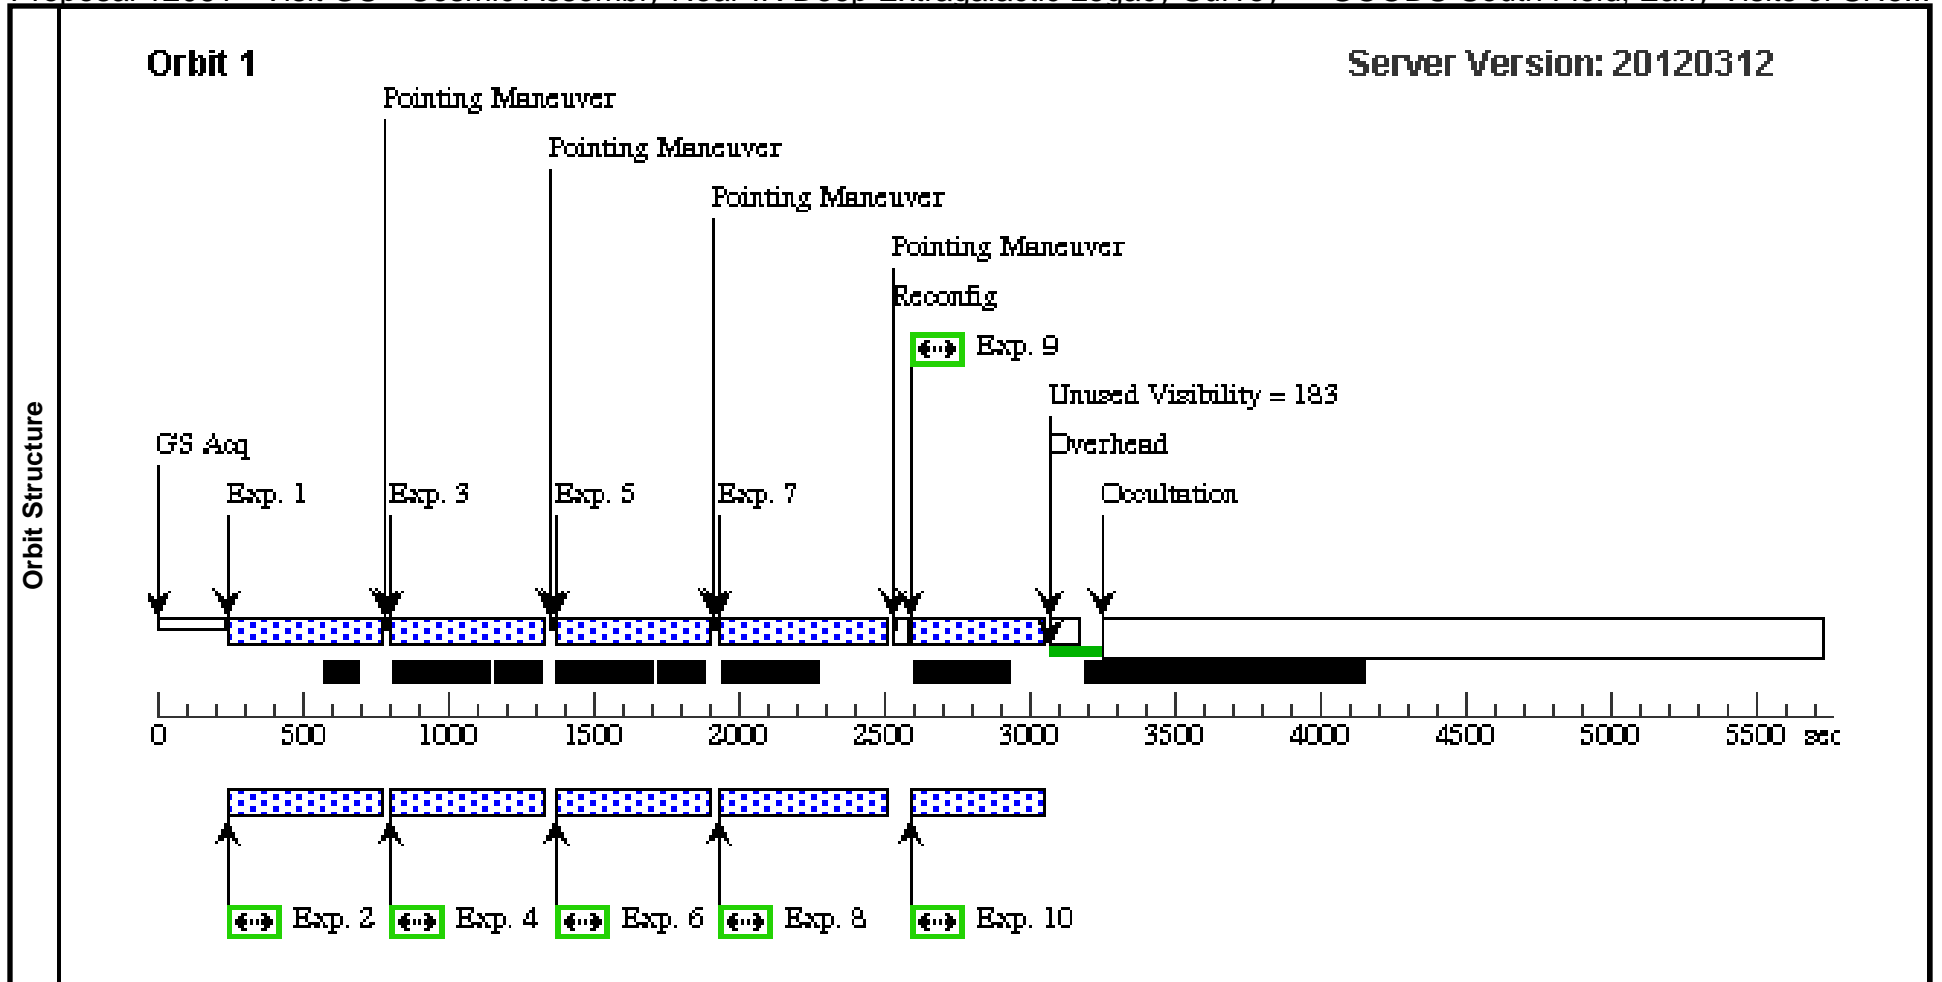 Orbit 1
Server Version: 20120312
Pointing Maneuver
Pointing Maneuver
Pointing Maneuver
Pointing Maneuver
Reconfig
Exp. 9
Unused Visibility = 183
GS Acq
Overhead
Exp. 1
Exp. 3
Exp. 5
Exp. 7
Occultation
Orbit Structure
0 500 1000 1500 2000 2500 3000 3500 4000 4500 5000 5500 sec
Exp. 2
Exp. 4
Exp. 6
Exp. 8
Exp. 10